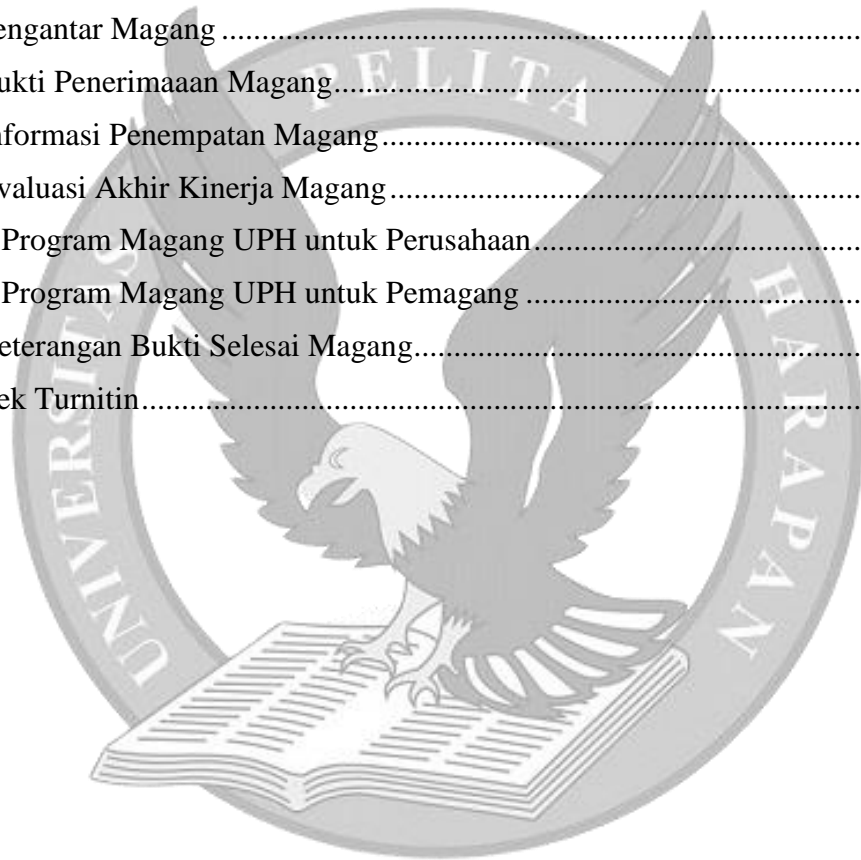 engantar Magang ..........................................................................
ukti Penerimaaan Magang............................................................
nformasi Penempatan Magang......................................................
valuasi Akhir Kinerja Magang.....................................................
Program Magang UPH untuk Perusahaan.....................................
Program Magang UPH untuk Pemagang ......................................
eterangan Bukti Selesai Magang..................................................
ek Turnitin....................................................................................
UNIVERSITAS PELITA HARAPAN